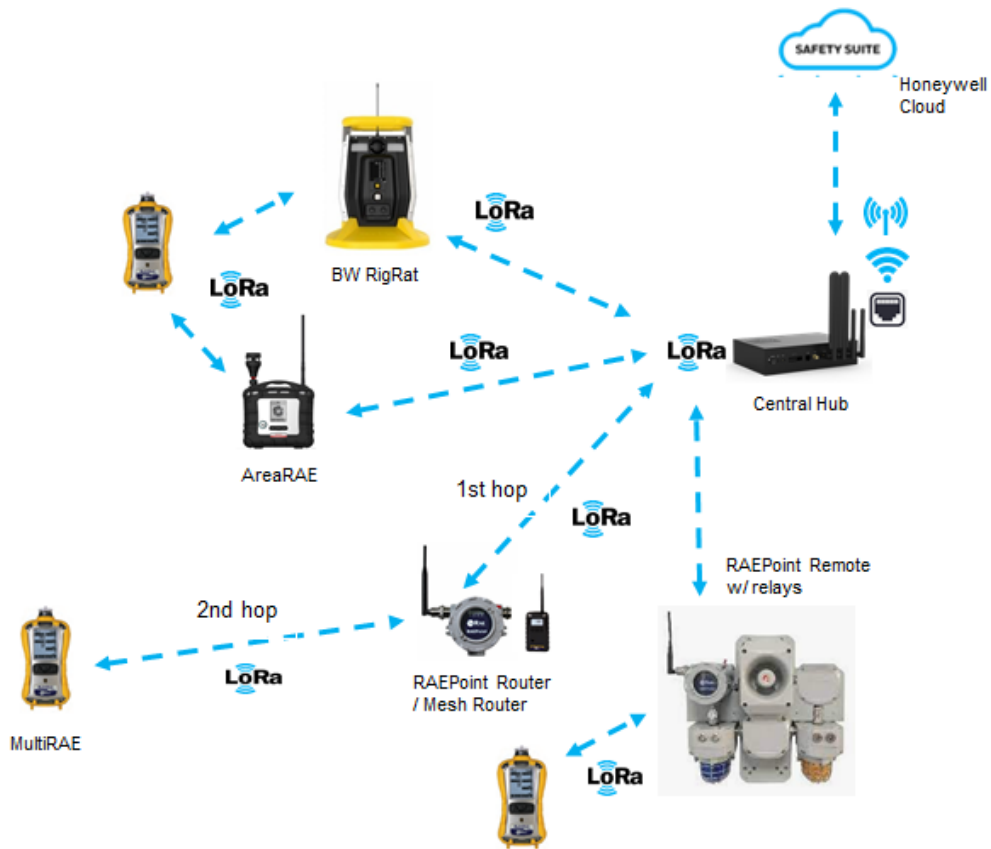 SAFETY SUITE
Honeywell
Cloud
LoRa
BW RigRat
LoRa
LoRa
LoRa
Central Hub
AreaRAE
1st hop
LoRa
RAEPoint Remote
w/ relays
2nd hop
LoRa
RAEPoint Router
/ Mesh Router
MultiRAE
LoRa